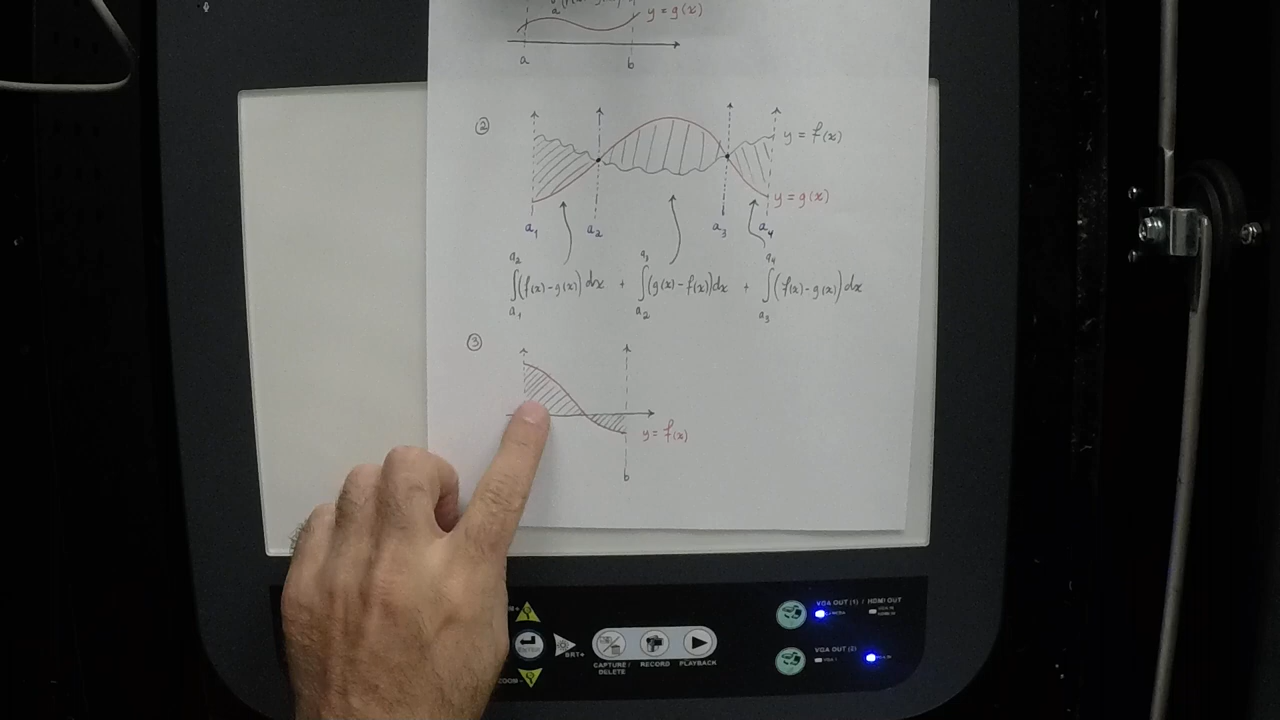 y = g(x)
a
b
②
y = f(x)
y = g(x)
a₁ a₂ a₃ a₄
∫_{a₁}^{a₂} (f(x) - g(x)) dx + ∫_{a₂}^{a₃} (g(x) - f(x)) dx + ∫_{a₃}^{a₄} (f(x) - g(x)) dx
③
y = f(x)
b
VGA OUT (1) / HDMI OUT
VGA OUT (2)
ENTER
BRT+
ZOOM-
CAPTURE / DELETE
RECORD
PLAYBACK